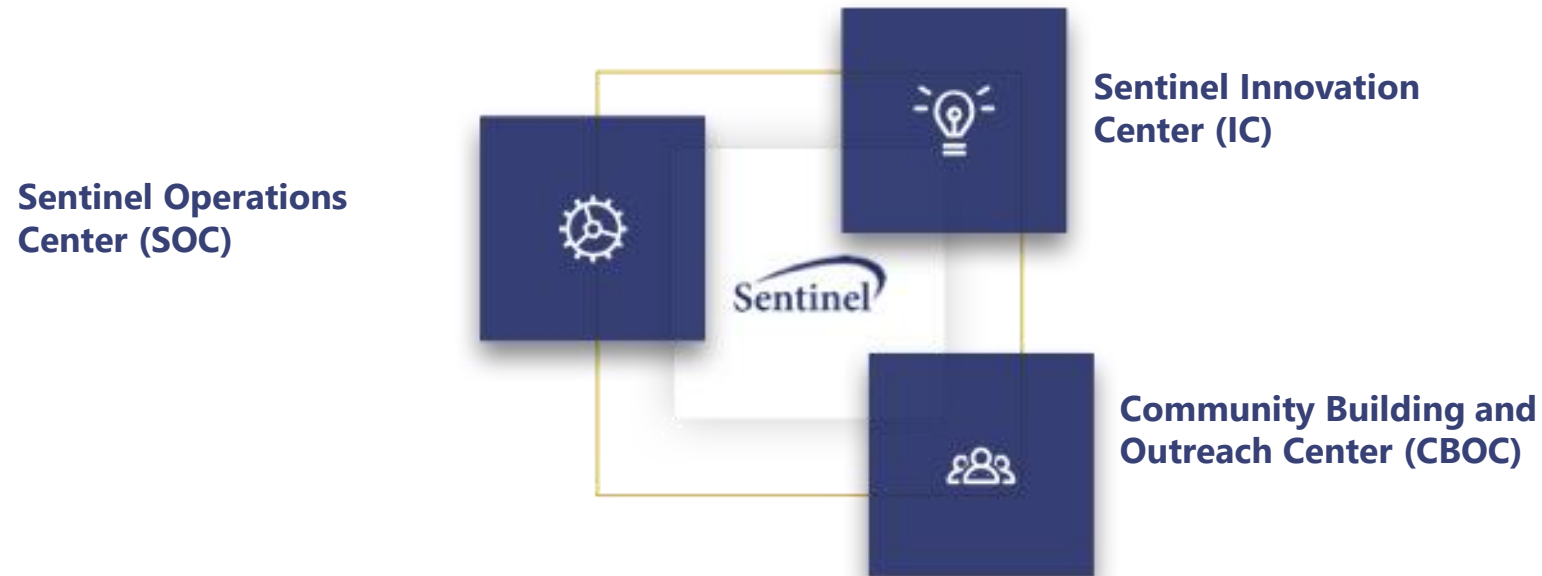 Sentinel Innovation
Center (IC)
Sentinel Operations
Center (SOC)
Sentinel
Community Building and
Outreach Center (CBOC)